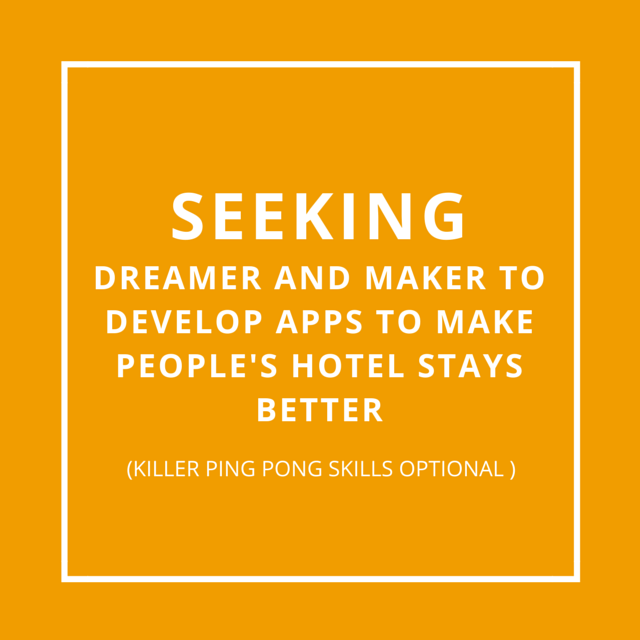 SEEKING
DREAMER AND MAKER TO
DEVELOP APPS TO MAKE
PEOPLE'S HOTEL STAYS
BETTER
(KILLER PING PONG SKILLS OPTIONAL )